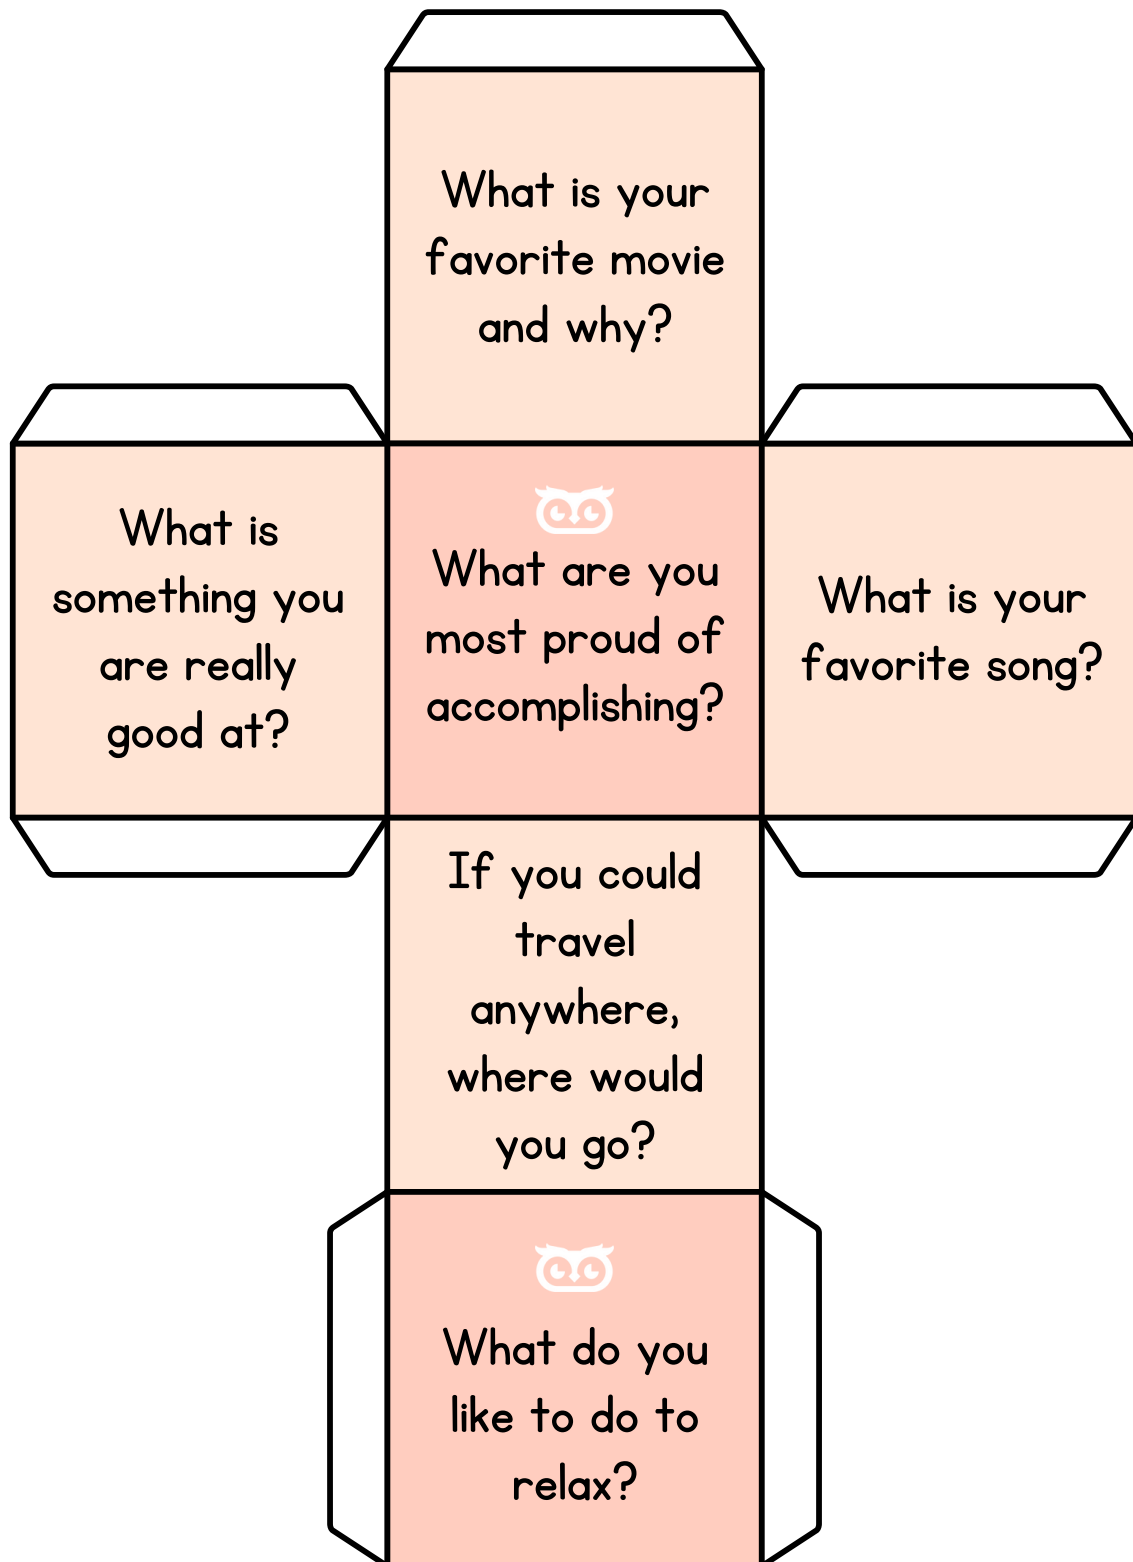 What is your
favorite movie
and why?
What is
something you
are really
good at?
What are you
most proud of
accomplishing?
What is your
favorite song?
If you could
travel
anywhere,
where would
you go?
What do you
like to do to
relax?